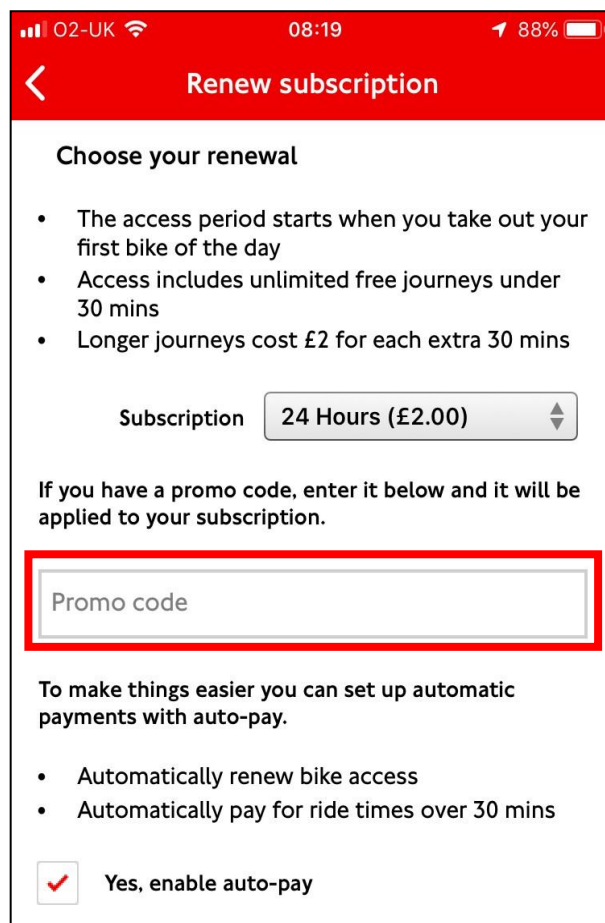 O2-UK 08:19 88%
Renew subscription
Choose your renewal
• The access period starts when you take out your
first bike of the day
• Access includes unlimited free journeys under
30 mins
• Longer journeys cost £2 for each extra 30 mins
Subscription 24 Hours (£2.00)
If you have a promo code, enter it below and it will be
applied to your subscription.
Promo code
To make things easier you can set up automatic
payments with auto-pay.
• Automatically renew bike access
• Automatically pay for ride times over 30 mins
Yes, enable auto-pay